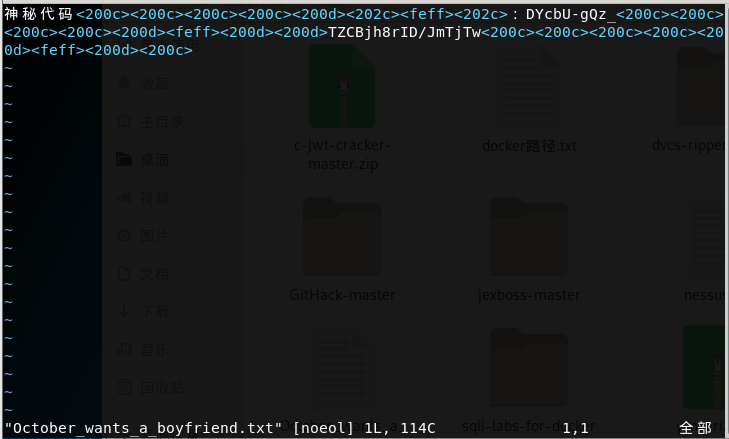 神秘代码<200c><200c><200c><200c><200d><202c><feff><202c>：DYcbU-gQz_<200c><200c>
<200c><200c><200d><feff><200d><200d>TZCBjh8rID/JmTjTw<200c><200c><200c><200c><20
0d><feff><200d><200c>
~
~
收藏
~
~
c-jwt-cracker-master.zip
docker路径.txt
dvcs-ripper
~
主目录
~
~
桌面
~
~
视频
~
~
图片
~
~
文档
~
GitHack-master
jexboss-master
nessus
~
下载
~
~
音乐
~
~
回收站
~
~
sqli-labs-for-docker
"October_wants_a_boyfriend.txt" [noeol] 1L, 114C
1,1
全部